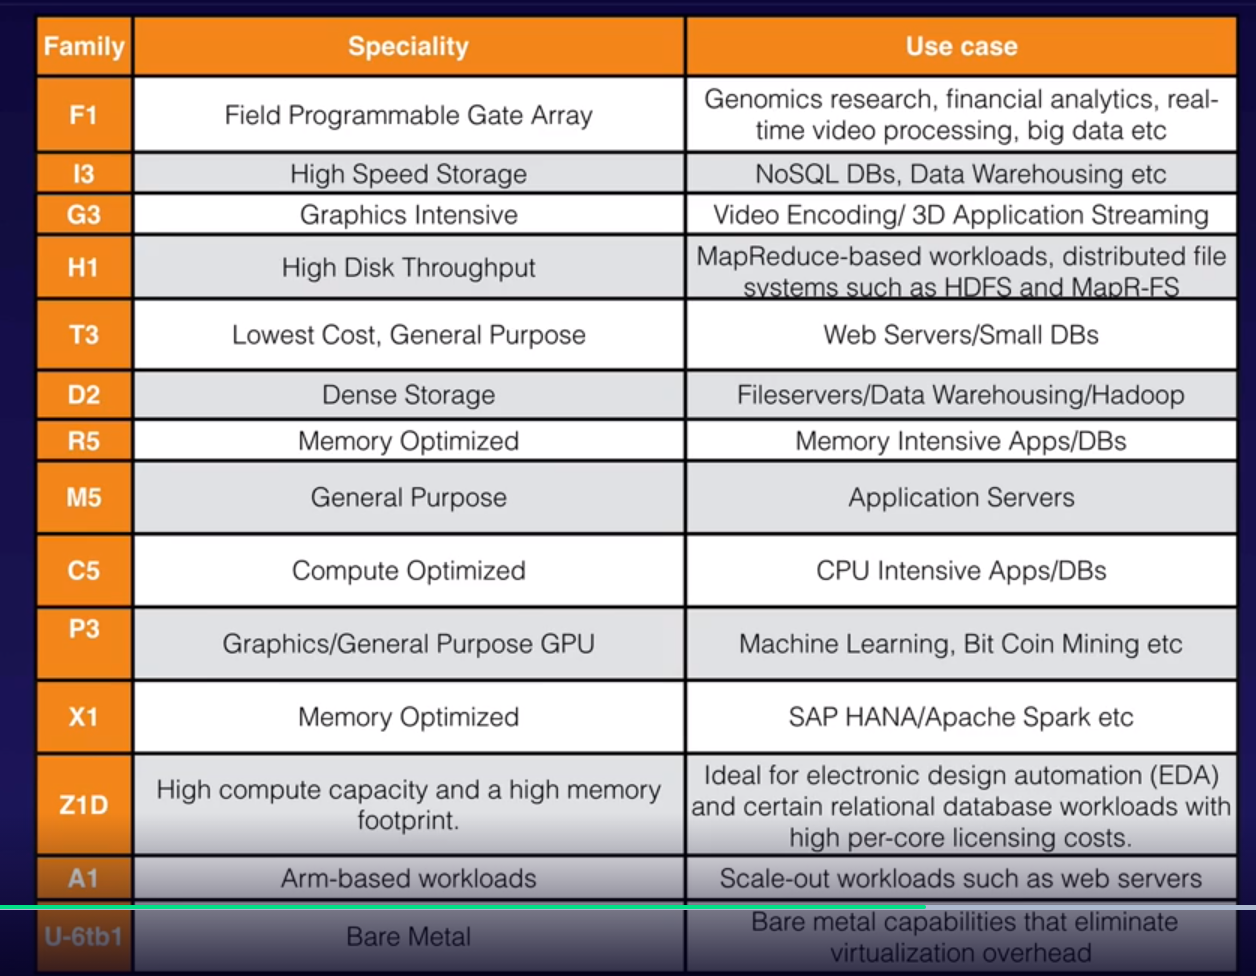 Family Speciality Use case
F1 Field Programmable Gate Array Genomics research, financial analytics, real-
time video processing, big data etc
I3 High Speed Storage NoSQL DBs, Data Warehousing etc
G3 Graphics Intensive Video Encoding/ 3D Application Streaming
H1 High Disk Throughput MapReduce-based workloads, distributed file
systems such as HDFS and MapR-FS
T3 Lowest Cost, General Purpose Web Servers/Small DBs
D2 Dense Storage Fileservers/Data Warehousing/Hadoop
R5 Memory Optimized Memory Intensive Apps/DBs
M5 General Purpose Application Servers
C5 Compute Optimized CPU Intensive Apps/DBs
P3 Graphics/General Purpose GPU Machine Learning, Bit Coin Mining etc
X1 Memory Optimized SAP HANA/Apache Spark etc
Z1D High compute capacity and a high memory
footprint.
Ideal for electronic design automation (EDA)
and certain relational database workloads with
high per-core licensing costs.
A1 Arm-based workloads Scale-out workloads such as web servers
U-6tb1 Bare Metal Bare metal capabilities that eliminate
virtualization overhead